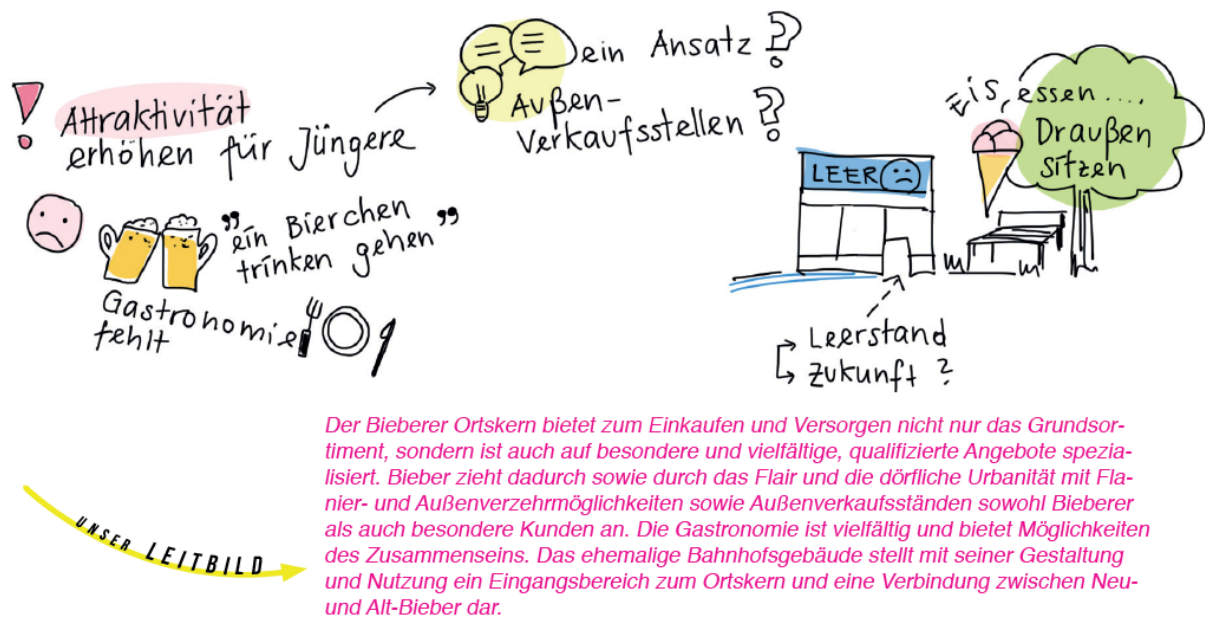 Attraktivität
erhöhen für Jüngere
ein Ansatz?
Außen-
verkaufsstellen?
„ein Bierchen
trinken gehen”
Gastronomie
fehlt
LEER
Eis essen....
Draußen
sitzen
Leerstand
Zukunft?
UNSER LEITBILD
Der Bieberer Ortskern bietet zum Einkaufen und Versorgen nicht nur das Grundsor-
timent, sondern ist auch auf besondere und vielfältige, qualifizierte Angebote spezia-
lisiert. Bieber zieht dadurch sowie durch das Flair und die dörfliche Urbanität mit Fla-
nier- und Außenverzehrmöglichkeiten sowie Außenverkaufsständen sowohl Bieberer
als auch besondere Kunden an. Die Gastronomie ist vielfältig und bietet Möglichkeiten
des Zusammenseins. Das ehemalige Bahnhofsgebäude stellt mit seiner Gestaltung
und Nutzung ein Eingangsbereich zum Ortskern und eine Verbindung zwischen Neu-
und Alt-Bieber dar.